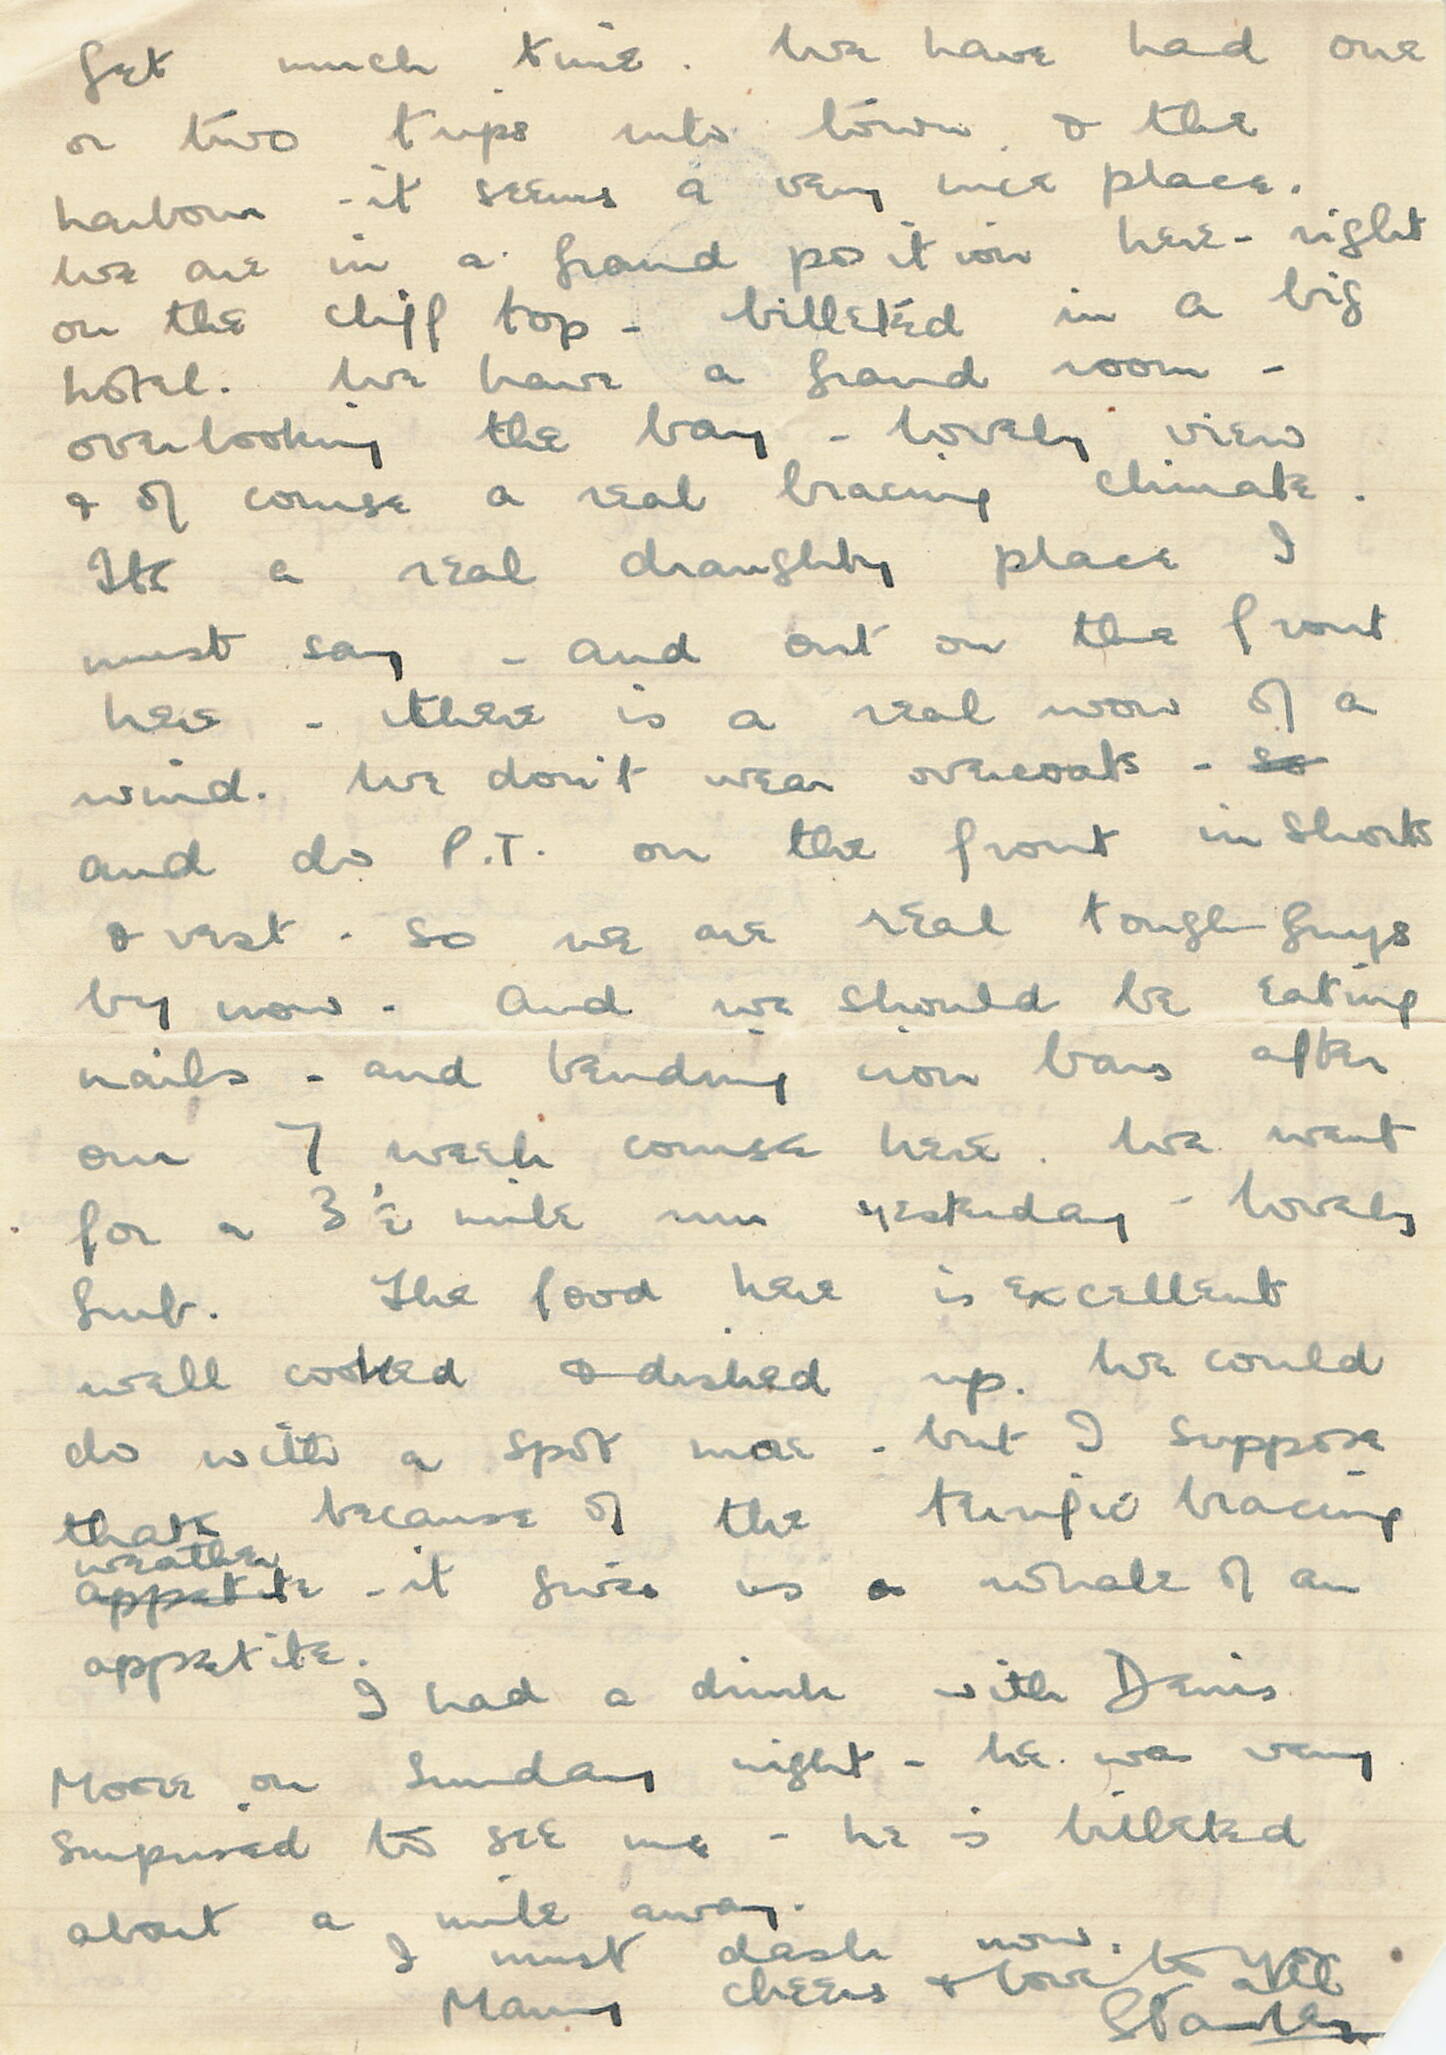 get much time. We have had one
or two trips into town & the
harbour - it seems a very nice place.
We are in a grand position here - right
on the cliff top - billeted in a big
hotel. We have a grand room -
overlooking the bay - lovely view
& of course a real bracing climate.
Its a real draughty place I
must say - and out on the front
here - there is a real wow of a
wind. We don't wear overcoats - so
and do P.T. on the front in shorts
& vest. So we are real tough guys
by now - and we should be eating
nails - and bending iron bars after
our 7 week course here. We went
for a 3½ mile run yesterday - lovely
grub. The food here is excellent
well cooked & dished up. We could
do with a spot more - but I suppose
thats because of the terrific bracing
weather
appetite - it gives us a whale of an
appetite.
I had a drink with Denis
Moore on Sunday night - he was very
surprised to see me - he is billeted
about a mile away.
I must dash now.
Many cheers & love to you all
Stanley